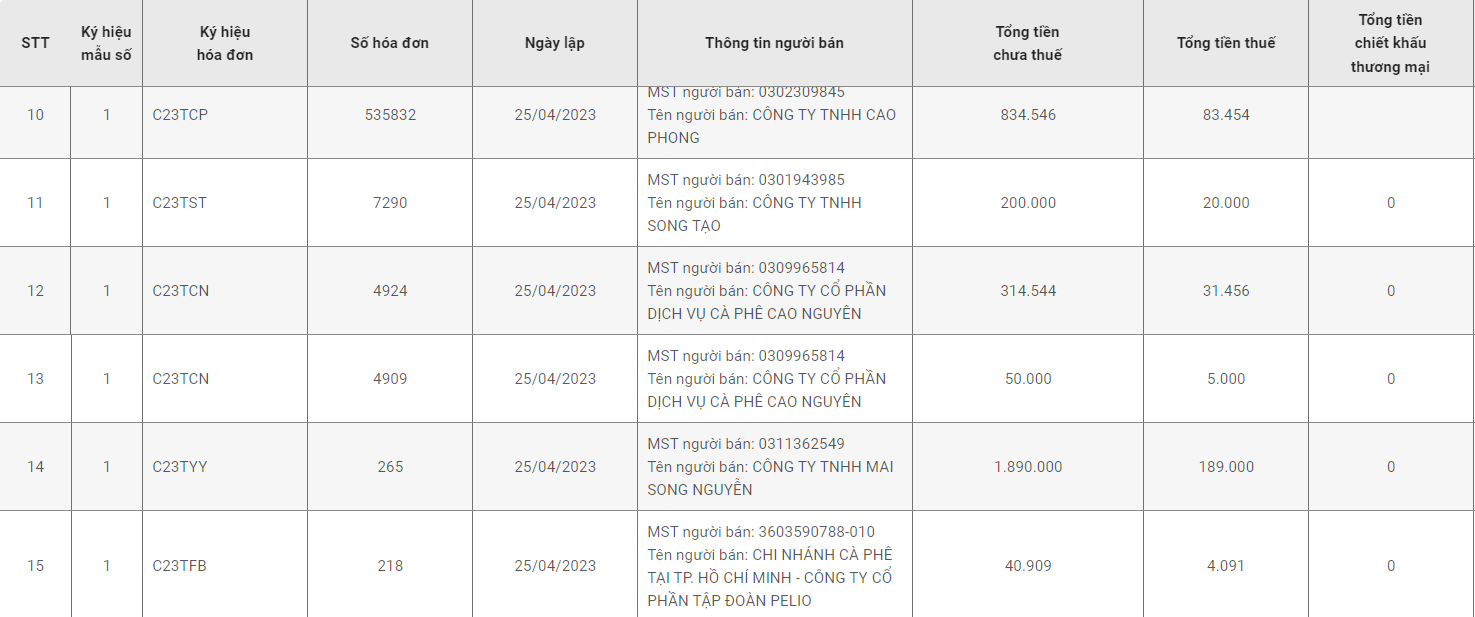 STT
Ký hiệu
mẫu số
Ký hiệu
hóa đơn
Số hóa đơn
Ngày lập
Thông tin người bán
Tổng tiền
chưa thuế
Tổng tiền thuế
Tổng tiền
chiết khấu
thương mại
10
1
C23TCP
535832
25/04/2023
MST người bán: 0302309845
Tên người bán: CÔNG TY TNHH CAO
PHONG
834.546
83.454
11
1
C23TST
7290
25/04/2023
MST người bán: 0301943985
Tên người bán: CÔNG TY TNHH
SONG TẠO
200.000
20.000
0
12
1
C23TCN
4924
25/04/2023
MST người bán: 0309965814
Tên người bán: CÔNG TY CỔ PHẦN
DỊCH VỤ CÀ PHÊ CAO NGUYÊN
314.544
31.456
0
13
1
C23TCN
4909
25/04/2023
MST người bán: 0309965814
Tên người bán: CÔNG TY CỔ PHẦN
DỊCH VỤ CÀ PHÊ CAO NGUYÊN
50.000
5.000
0
14
1
C23TYY
265
25/04/2023
MST người bán: 0311362549
Tên người bán: CÔNG TY TNHH MAI
SONG NGUYỄN
1.890.000
189.000
0
15
1
C23TFB
218
25/04/2023
MST người bán: 3603590788-010
Tên người bán: CHI NHÁNH CÀ PHÊ
TẠI TP. HỒ CHÍ MINH - CÔNG TY CỔ
PHẦN TẬP ĐOÀN PELIO
40.909
4.091
0